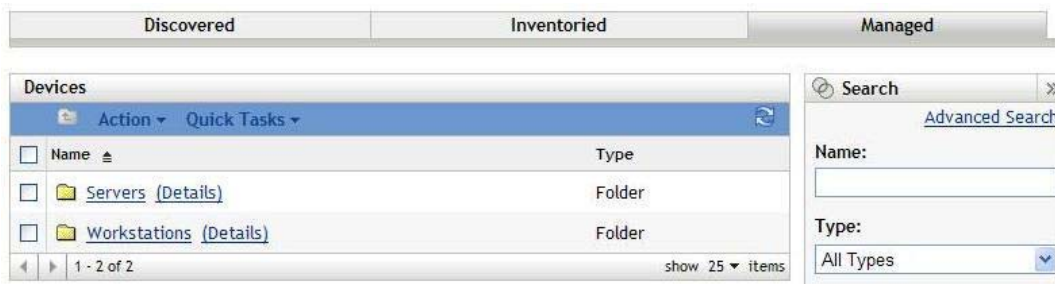 Discovered Inventoried Managed
Devices
Action Quick Tasks
Name Type
Servers (Details) Folder
Workstations (Details) Folder
1 - 2 of 2 show 25 items
Search
Advanced Search
Name:
Type:
All Types